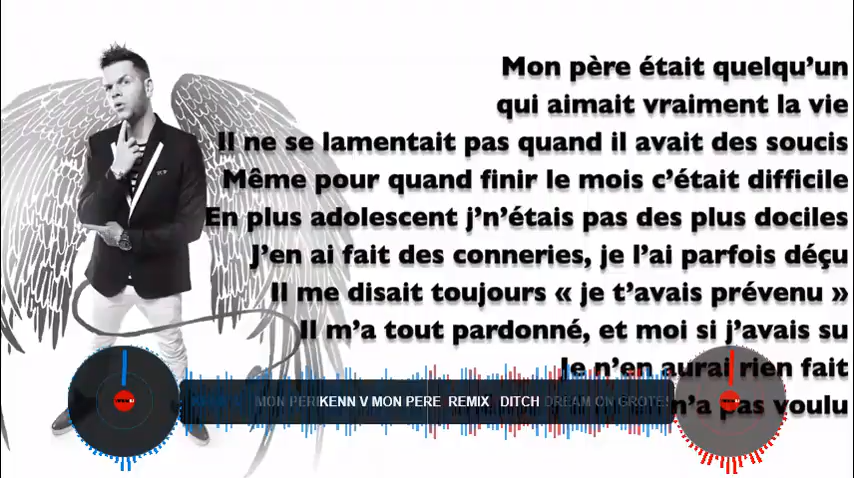 Mon père était quelqu’un
qui aimait vraiment la vie
Il ne se lamentait pas quand il avait des soucis
Même pour quand finir le mois c’était difficile
En plus adolescent j’n’étais pas des plus dociles
J’en ai fait des conneries, je l’ai parfois déçu
Il me disait toujours « je t’avais prévenu »
Il m’a tout pardonné, et moi si j’avais su
Je n’en aurai rien fait
n’a pas voulu
MON PERE KENN V MON PERE REMIX DITCH DREAM ON GROTE